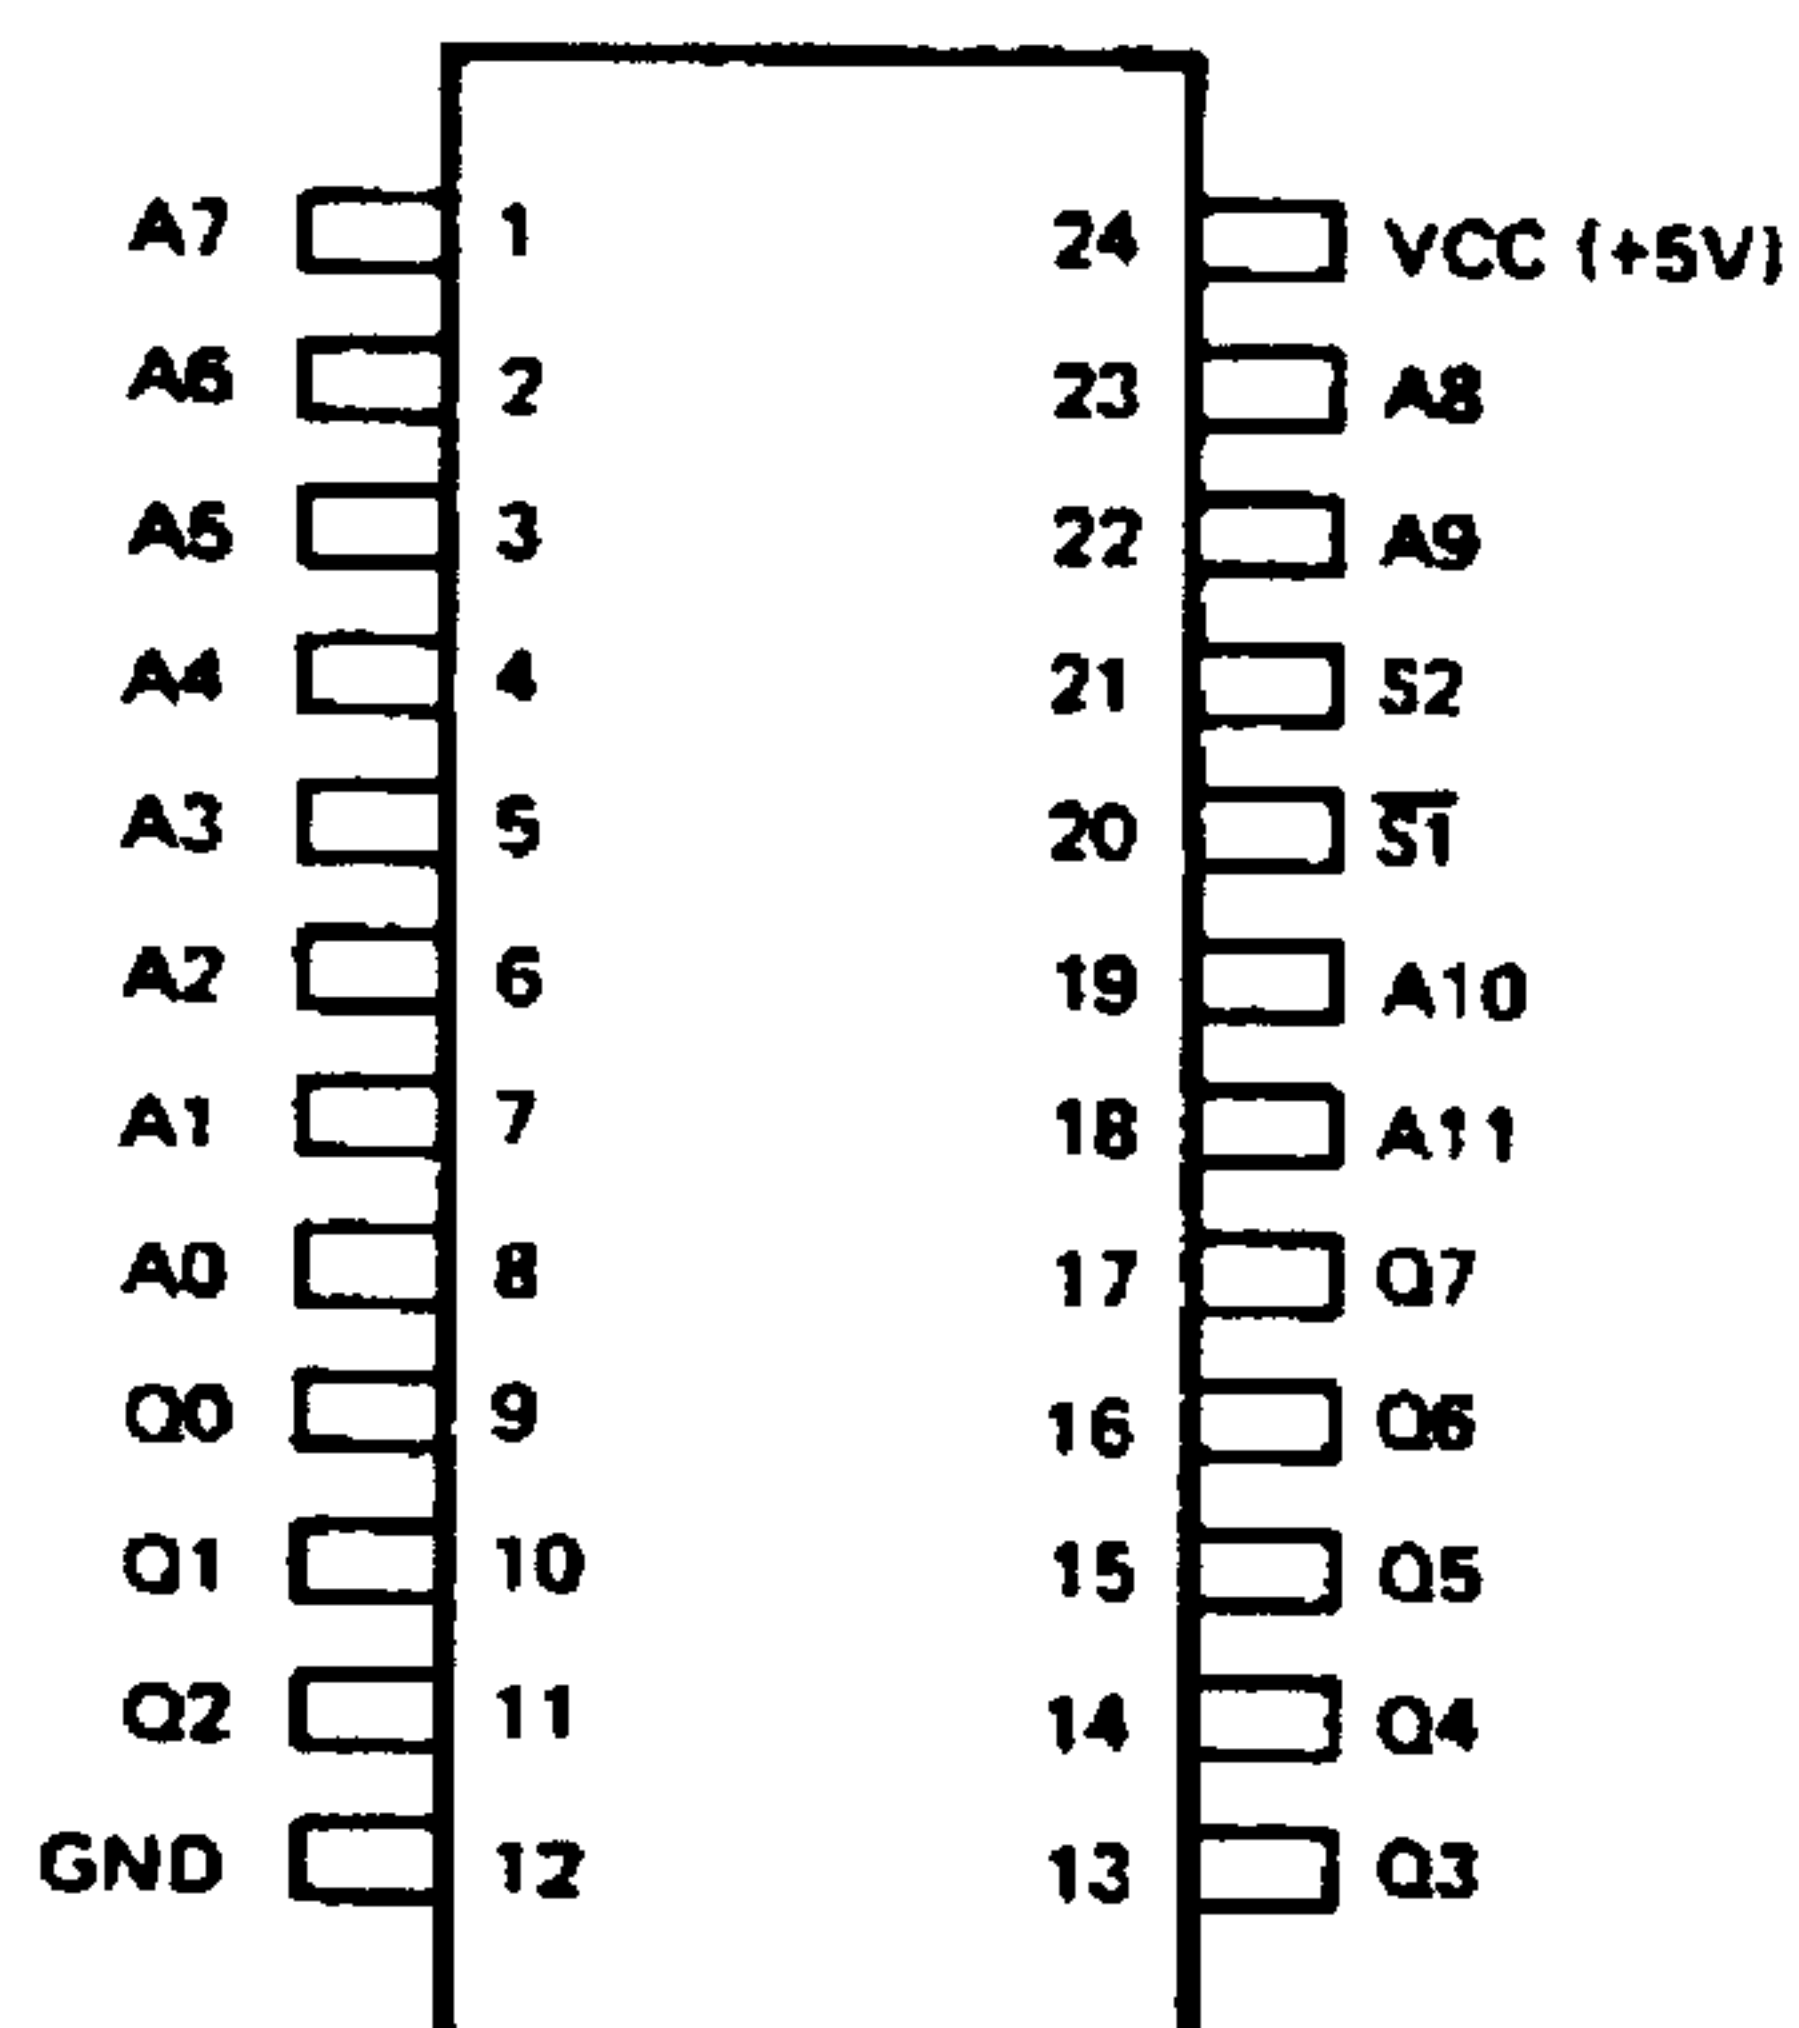 A7 1 24 VCC (+5V)
A6 2 23 A8
A5 3 22 A9
A4 4 21 S2
A3 5 20 S̅1̅
A2 6 19 A10
A1 7 18 A11
A0 8 17 Q7
Q0 9 16 Q6
Q1 10 15 Q5
Q2 11 14 Q4
GND 12 13 Q3